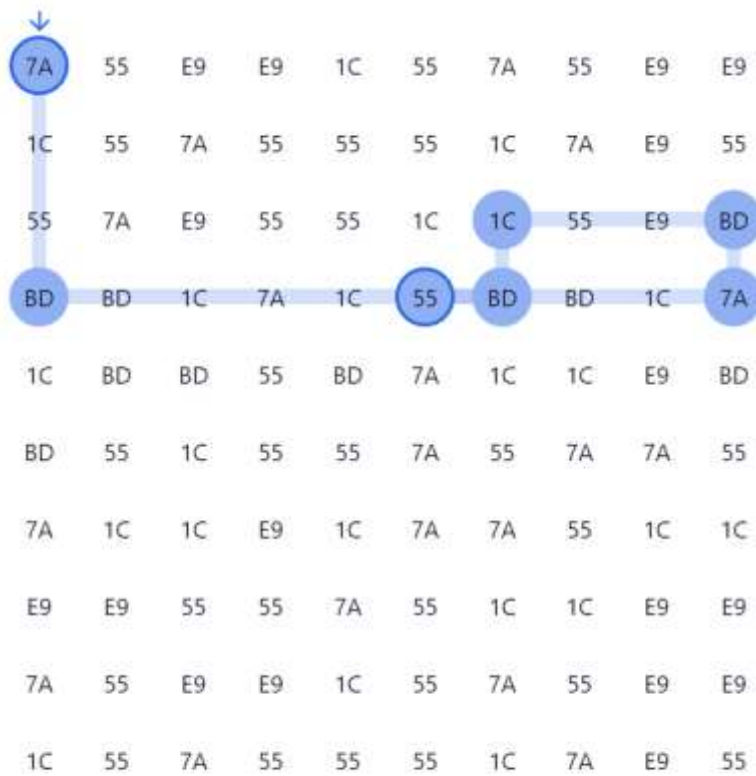 7A 55 E9 E9 1C 55 7A 55 E9 E9
1C 55 7A 55 55 55 1C 7A E9 55
55 7A E9 55 55 1C 1C 55 E9 BD
BD BD 1C 7A 1C 55 BD BD 1C 7A
1C BD BD 55 BD 7A 1C 1C E9 BD
BD 55 1C 55 55 7A 55 7A 7A 55
7A 1C 1C E9 1C 7A 7A 55 1C 1C
E9 E9 55 55 7A 55 1C 1C E9 E9
7A 55 E9 E9 1C 55 7A 55 E9 E9
1C 55 7A 55 55 55 1C 7A E9 55